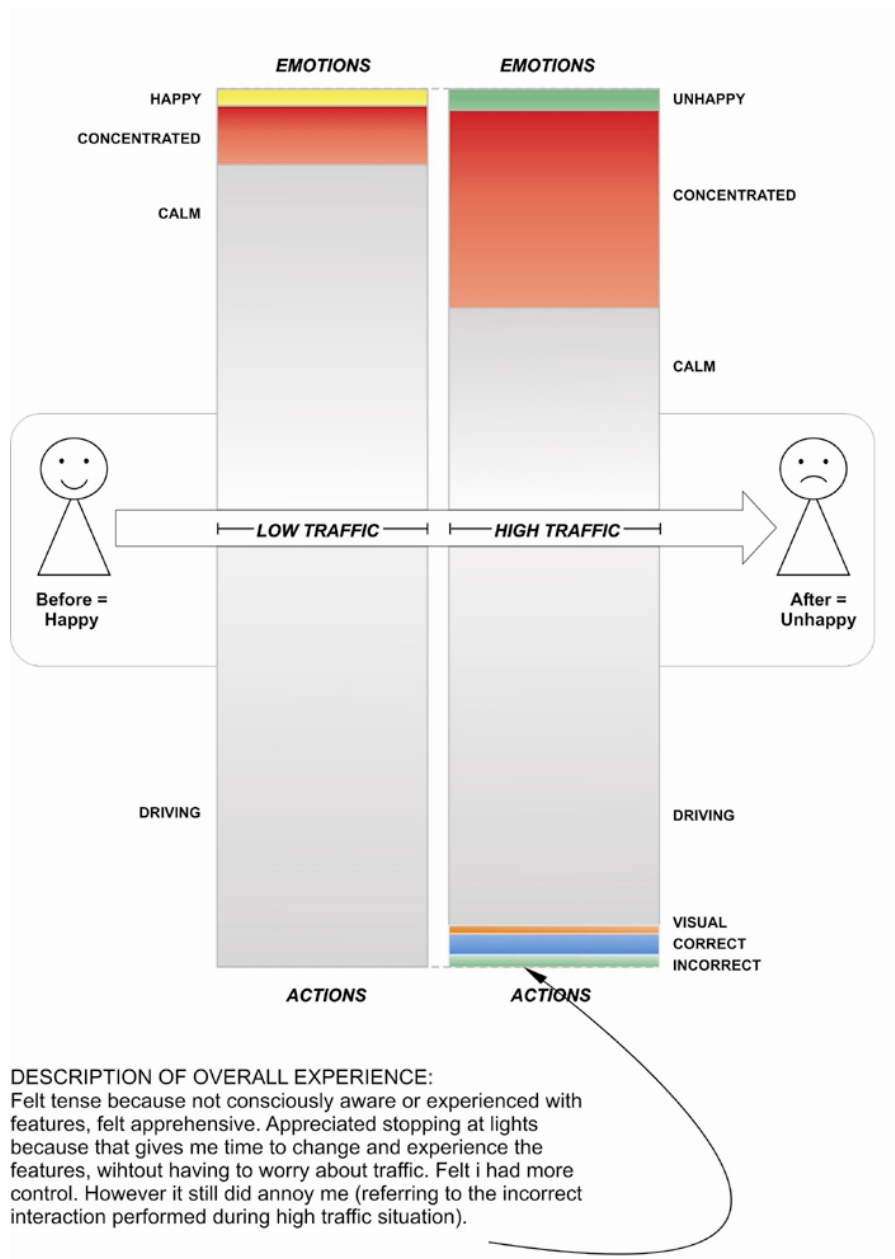 EMOTIONS
EMOTIONS
HAPPY
UNHAPPY
CONCENTRATED
CONCENTRATED
CALM
CALM
LOW TRAFFIC
HIGH TRAFFIC
Before =
Happy
After =
Unhappy
DRIVING
DRIVING
VISUAL
CORRECT
INCORRECT
ACTIONS
ACTIONS
DESCRIPTION OF OVERALL EXPERIENCE:
Felt tense because not consciously aware or experienced with
features, felt apprehensive. Appreciated stopping at lights
because that gives me time to change and experience the
features, wihtout having to worry about traffic. Felt i had more
control. However it still did annoy me (referring to the incorrect
interaction performed during high traffic situation).